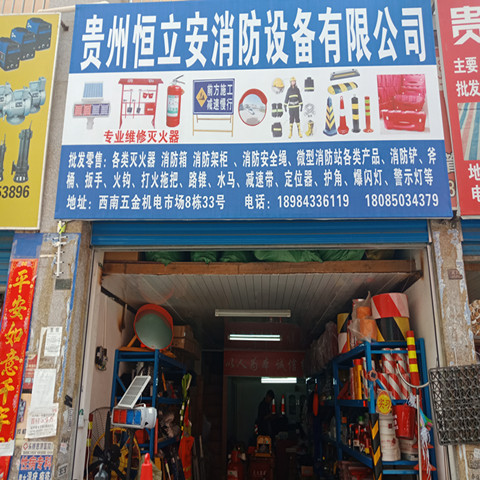 贵州恒立安消防设备有限公司
前方施工
减速慢行
专业维修灭火器
批发零售：各类灭火器 消防箱 消防架柜 、消防安全绳、微型消防站各类产品、消防铲、斧
桶、扳手、火钩、打火拖把、路锥、水马、减速带、定位器、护角、爆闪灯、警示灯等
地址：西南五金机电市场8栋33号 电话：18984336119 18085034379
53896
贵
主要
批发
平安如意千年